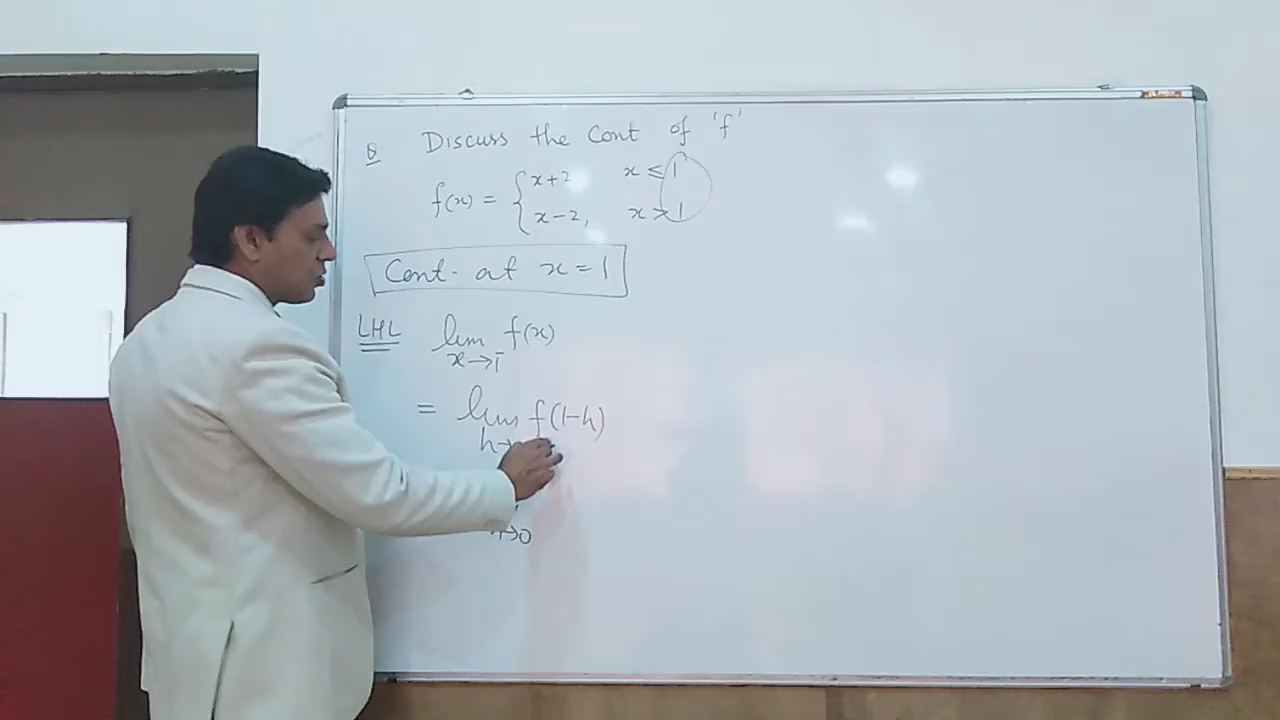 Q Discuss the Cont of 'f'
f(x) = { x+2 x ≤ 1
x-2, x > 1
Cont. at x = 1
LHL lim f(x)
x→1⁻
= lim f(1-h)
h→
→0